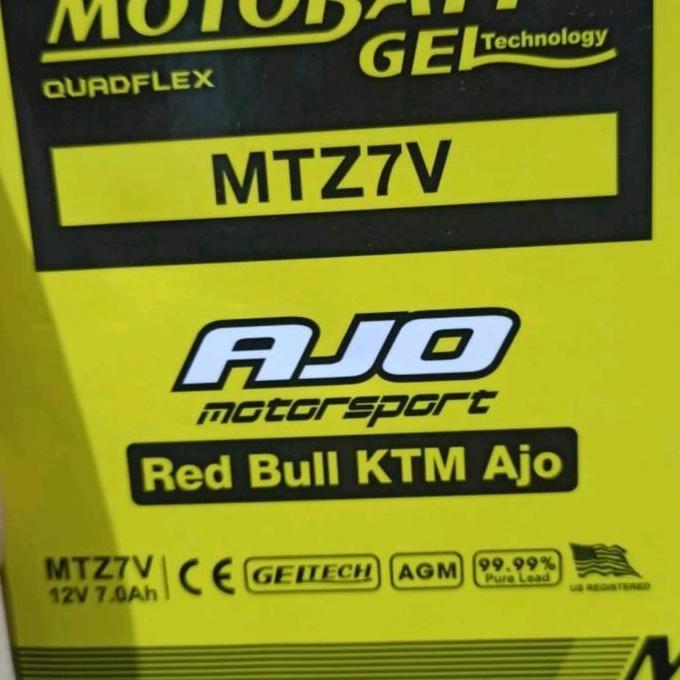 MOTOBATT
GEL Technology
QUADFLEX
MTZ7V
AJO
motorsport
Red Bull KTM Ajo
MTZ7V
12V 7.0Ah
CE
GELTECH
AGM
99.99%
Pure Lead
US REGISTERED